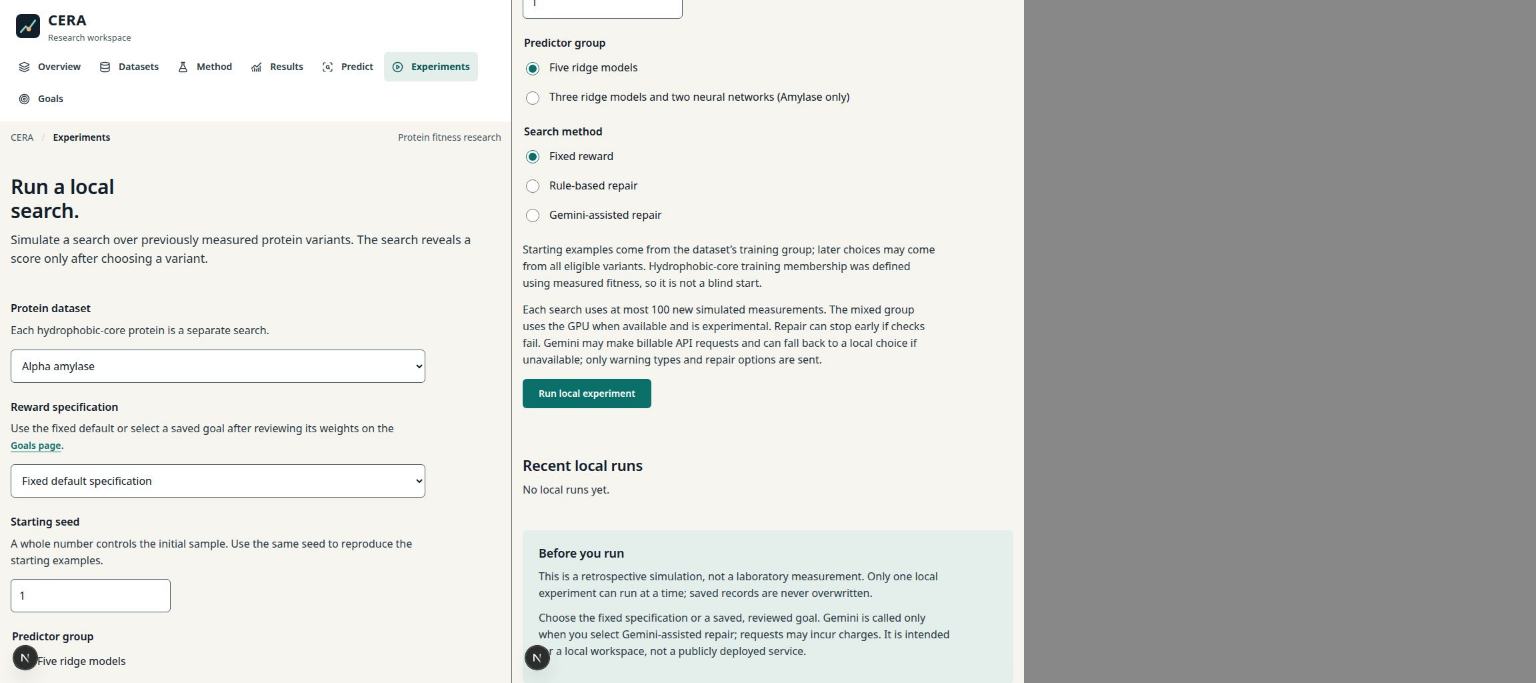 CERA
Research workspace
Overview
Datasets
Method
Results
Predict
Experiments
Goals
CERA / Experiments
Protein fitness research
Run a local
search.
Simulate a search over previously measured protein variants. The search reveals a
score only after choosing a variant.
Protein dataset
Each hydrophobic-core protein is a separate search.
Alpha amylase
Reward specification
Use the fixed default or select a saved goal after reviewing its weights on the
Goals page.
Fixed default specification
Starting seed
A whole number controls the initial sample. Use the same seed to reproduce the
starting examples.
1
Predictor group
N
Five ridge models
Predictor group
Five ridge models
Three ridge models and two neural networks (Amylase only)
Search method
Fixed reward
Rule-based repair
Gemini-assisted repair
Starting examples come from the dataset's training group; later choices may come
from all eligible variants. Hydrophobic-core training membership was defined
using measured fitness, so it is not a blind start.
Each search uses at most 100 new simulated measurements. The mixed group
uses the GPU when available and is experimental. Repair can stop early if checks
fail. Gemini may make billable API requests and can fall back to a local choice if
unavailable; only warning types and repair options are sent.
Run local experiment
Recent local runs
No local runs yet.
Before you run
This is a retrospective simulation, not a laboratory measurement. Only one local
experiment can run at a time; saved records are never overwritten.
Choose the fixed specification or a saved, reviewed goal. Gemini is called only
when you select Gemini-assisted repair; requests may incur charges. It is intended
a local workspace, not a publicly deployed service.
N